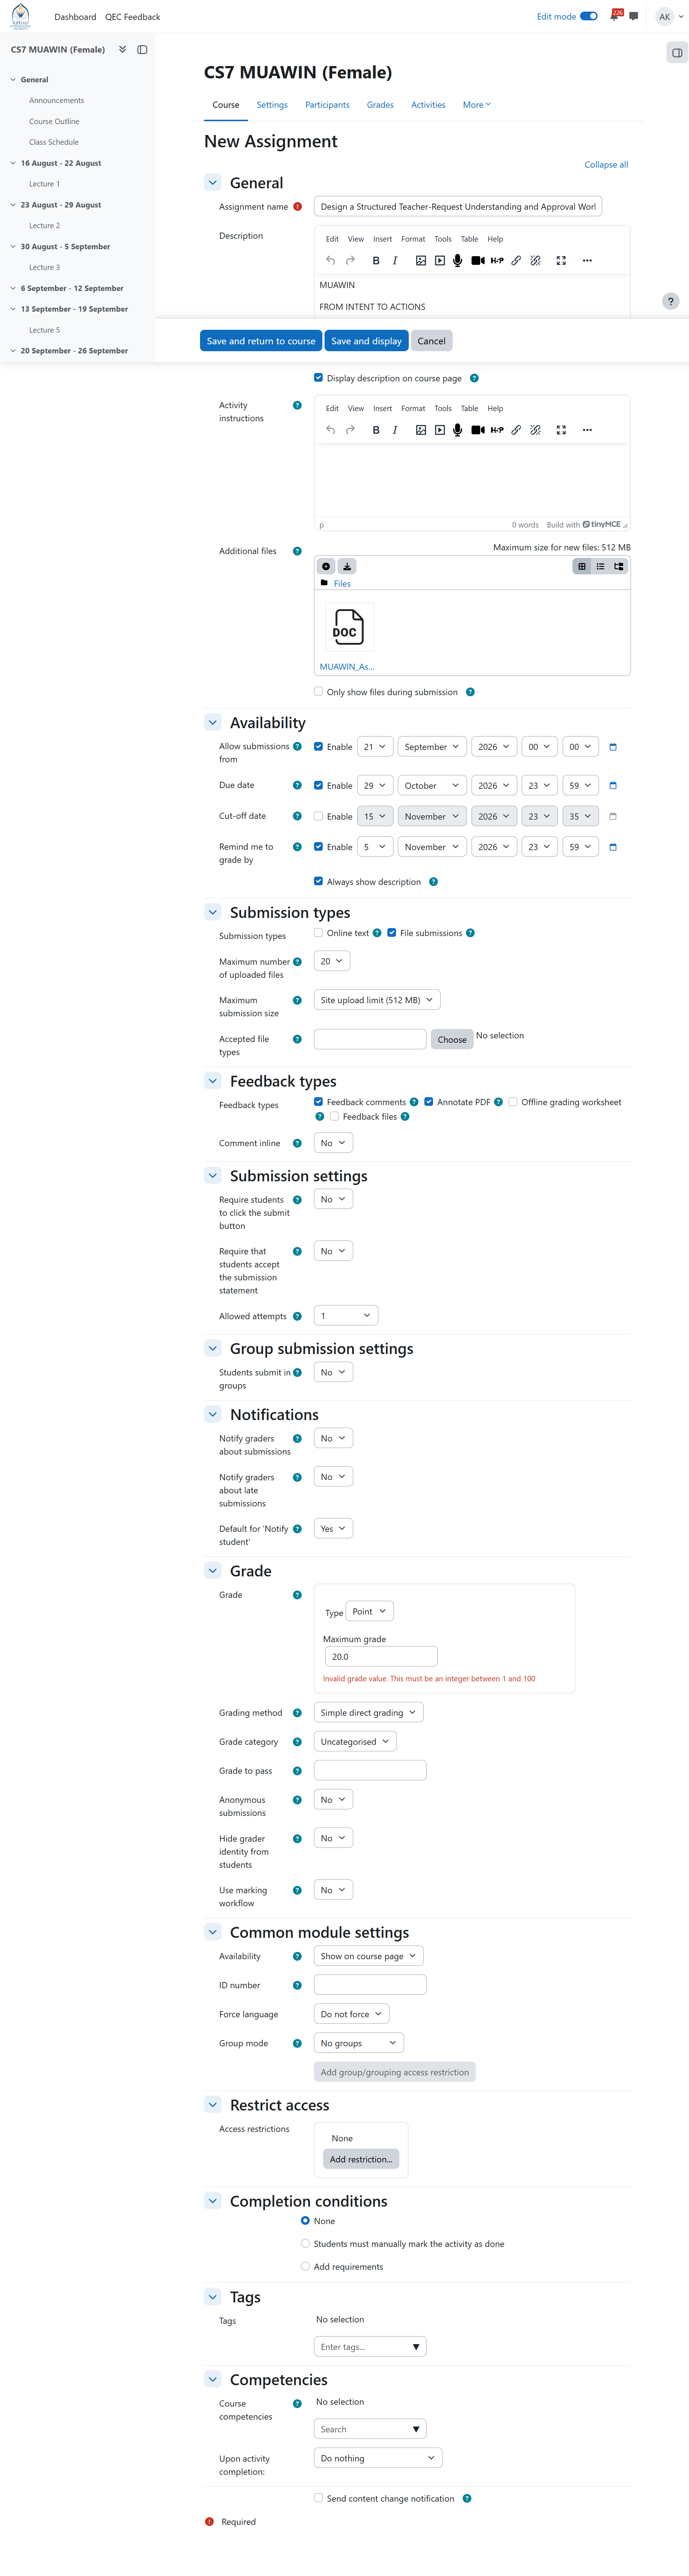 Dashboard
QEC Feedback
Edit mode
226
AK
CS7 MUAWIN (Female)
General
Announcements
Course Outline
Class Schedule
16 August - 22 August
Lecture 1
23 August - 29 August
Lecture 2
30 August - 5 September
Lecture 3
6 September - 12 September
13 September - 19 September
Lecture 5
20 September - 26 September
CS7 MUAWIN (Female)
Course
Settings
Participants
Grades
Activities
More
New Assignment
Collapse all
General
Assignment name
Design a Structured Teacher-Request Understanding and Approval Worl
Description
Edit View Insert Format Tools Table Help
MUAWIN
FROM INTENT TO ACTIONS
Save and return to course
Save and display
Cancel
Display description on course page
Activity
instructions
Edit View Insert Format Tools Table Help
p
0 words
Build with tinyMCE
Additional files
Maximum size for new files: 512 MB
Files
DOC
MUAWIN_As...
Only show files during submission
Availability
Allow submissions
from
Enable 21 September 2026 00 00
Due date
Enable 29 October 2026 23 59
Cut-off date
Enable 15 November 2026 23 35
Remind me to
grade by
Enable 5 November 2026 23 59
Always show description
Submission types
Submission types
Online text
File submissions
Maximum number
of uploaded files
20
Maximum
submission size
Site upload limit (512 MB)
Accepted file
types
Choose
No selection
Feedback types
Feedback types
Feedback comments
Annotate PDF
Offline grading worksheet
Feedback files
Comment inline
No
Submission settings
Require students
to click the submit
button
No
Require that
students accept
the submission
statement
No
Allowed attempts
1
Group submission settings
Students submit in
groups
No
Notifications
Notify graders
about submissions
No
Notify graders
about late
submissions
No
Default for 'Notify
student'
Yes
Grade
Grade
Type Point
Maximum grade
20.0
Invalid grade value. This must be an integer between 1 and 100
Grading method
Simple direct grading
Grade category
Uncategorised
Grade to pass
Anonymous
submissions
No
Hide grader
identity from
students
No
Use marking
workflow
No
Common module settings
Availability
Show on course page
ID number
Force language
Do not force
Group mode
No groups
Add group/grouping access restriction
Restrict access
Access restrictions
None
Add restriction...
Completion conditions
None
Students must manually mark the activity as done
Add requirements
Tags
Tags
No selection
Enter tags...
Competencies
Course
competencies
No selection
Search
Upon activity
completion:
Do nothing
Send content change notification
Required